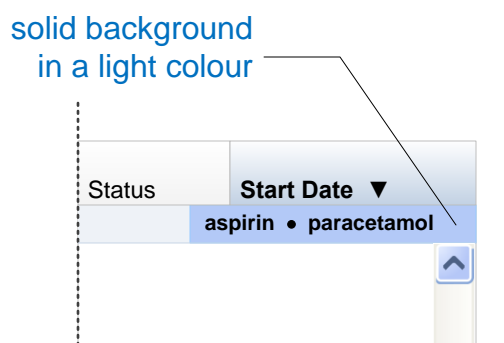 solid background
in a light colour
Status Start Date ▼
aspirin ● paracetamol